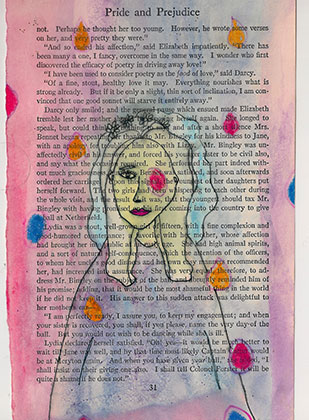 Pride and Prejudice
not. Perhaps he thought her too young. However, he wrote some verses
on her, and very pretty they were."
"And so ended his affection," said Elizabeth impatiently. "There has
been many a one, I fancy, overcome in the same way. I wonder who first
discovered the efficacy of poetry in driving away love!"
"I have been used to consider poetry as the food of love," said Darcy.
"Of a fine, stout, healthy love it may. Everything nourishes what is
strong already. But if it be only a slight, thin sort of inclination, I am con-
vinced that one good sonnet will starve it entirely away."
Darcy only smiled; and the general pause which ensued made Elizabeth
tremble lest her mother should be exposing herself again. She longed to
speak, but could think of nothing to say; and after a short silence Mrs.
Bennet began repeating her thanks to Mr. Bingley for his kindness to Jane,
with an apology for troubling him also with Lizzy. Mr. Bingley was un-
affectedly civil in his answer, and forced his younger sister to be civil also,
and say what the occasion required. She performed her part indeed with-
out much graciousness, but Mrs. Bennet was satisfied, and soon afterwards
ordered her carriage. Upon this signal, the youngest of her daughters put
herself forward. The two girls had been whispering to each other during
the whole visit, and the result of it was, that the youngest should tax Mr.
Bingley with having promised on his first coming into the country to give
a ball at Netherfield.
Lydia was a stout, well-grown girl of fifteen, with a fine complexion and
good-humoured countenance; a favourite with her mother, whose affection
had brought her into public at an early age. She had high animal spirits,
and a sort of natural self-consequence, which the attentions of the officers,
to whom her uncle's good dinners and her own easy manners recommended
her, had increased into assurance. She was very equal, therefore, to ad-
dress Mr. Bingley on the subject of the ball, and abruptly reminded him of
his promise; adding, that it would be the most shameful thing in the world
if he did not keep it. His answer to this sudden attack was delightful to
her mother's ear.
"I am perfectly ready, I assure you, to keep my engagement; and when
your sister is recovered, you shall, if you please, name the very day of the
ball. But you would not wish to be dancing while she is ill."
Lydia declared herself satisfied. "Oh! yes—it would be much better to
wait till Jane was well, and by that time most likely Captain Carter would
be at Meryton again. And when you have given your ball," she added, "I
shall insist on their giving one also. I shall tell Colonel Forster it will be
quite a shame if he does not."
31